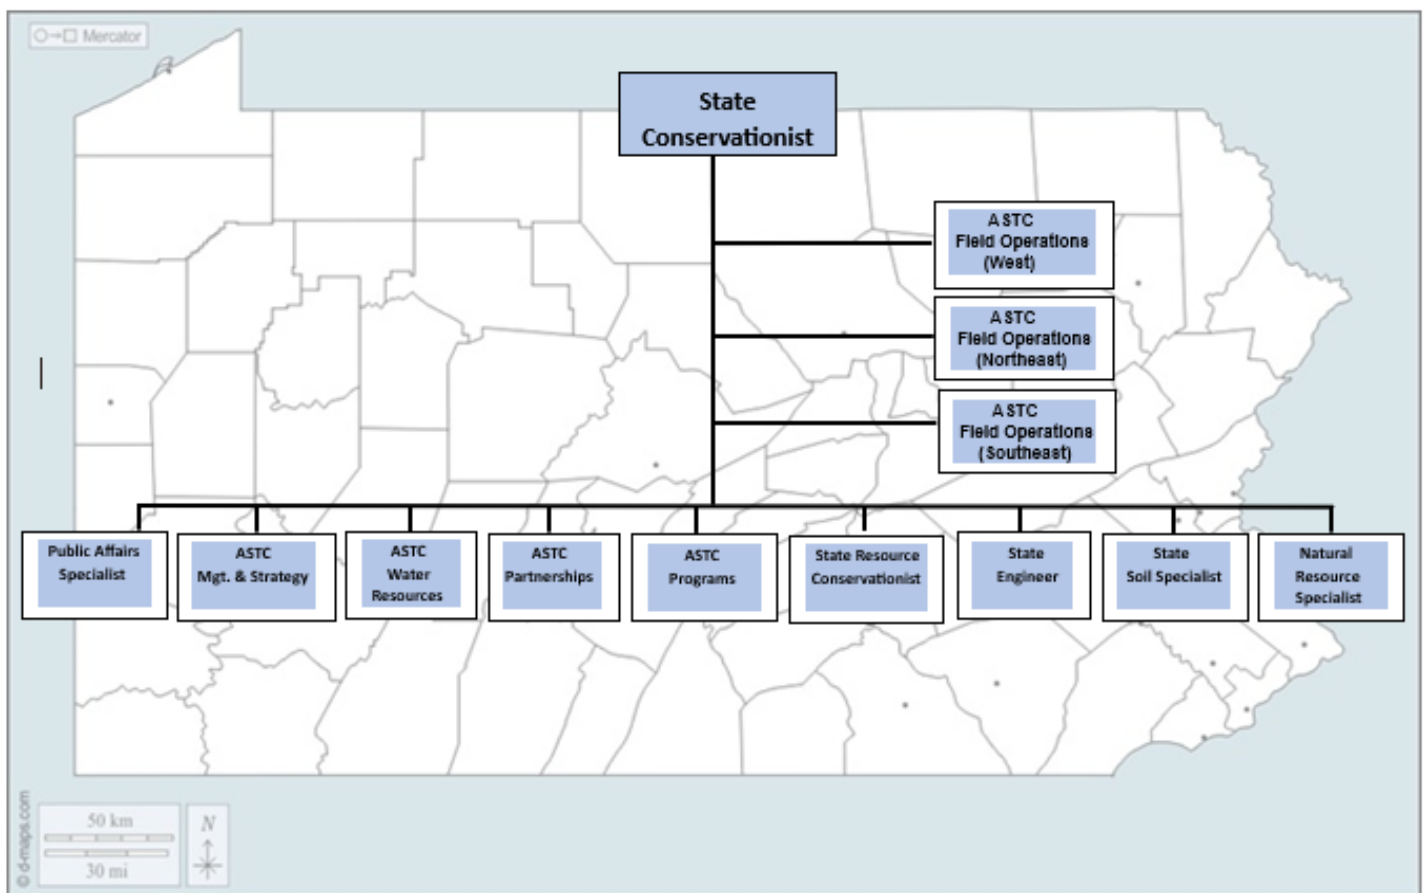 Mercator
State
Conservationist
ASTC
Field Operations
(West)
ASTC
Field Operations
(Northeast)
ASTC
Field Operations
(Southeast)
Public Affairs
Specialist
ASTC
Mgt. & Strategy
ASTC
Water
Resources
ASTC
Partnerships
ASTC
Programs
State Resource
Conservationist
State
Engineer
State
Soil Specialist
Natural
Resource
Specialist
50 km
30 mi
N
© d-maps.com